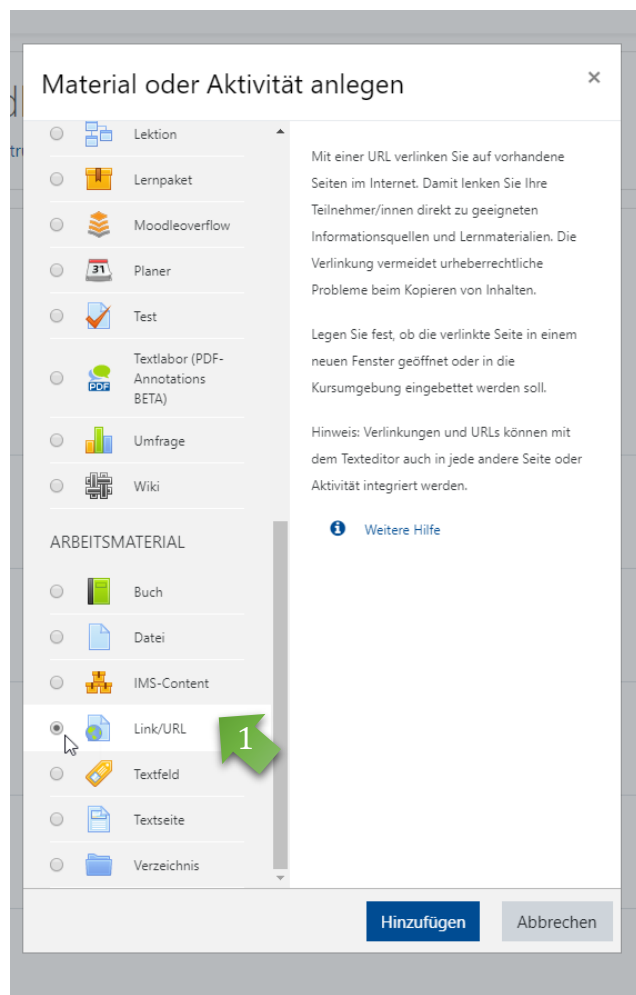 Material oder Aktivität anlegen
×
Lektion
Lernpaket
Moodleoverflow
31
Planer
Test
Textlabor (PDF-
Annotations
BETA)
PDF
Umfrage
Wiki
ARBEITSMATERIAL
Buch
Datei
IMS-Content
Link/URL
1
Textfeld
Textseite
Verzeichnis
Mit einer URL verlinken Sie auf vorhandene
Seiten im Internet. Damit lenken Sie Ihre
Teilnehmer/innen direkt zu geeigneten
Informationsquellen und Lernmaterialien. Die
Verlinkung vermeidet urheberrechtliche
Probleme beim Kopieren von Inhalten.
Legen Sie fest, ob die verlinkte Seite in einem
neuen Fenster geöffnet oder in die
Kursumgebung eingebettet werden soll.
Hinweis: Verlinkungen und URLs können mit
dem Texteditor auch in jede andere Seite oder
Aktivität integriert werden.
Weitere Hilfe
Hinzufügen
Abbrechen